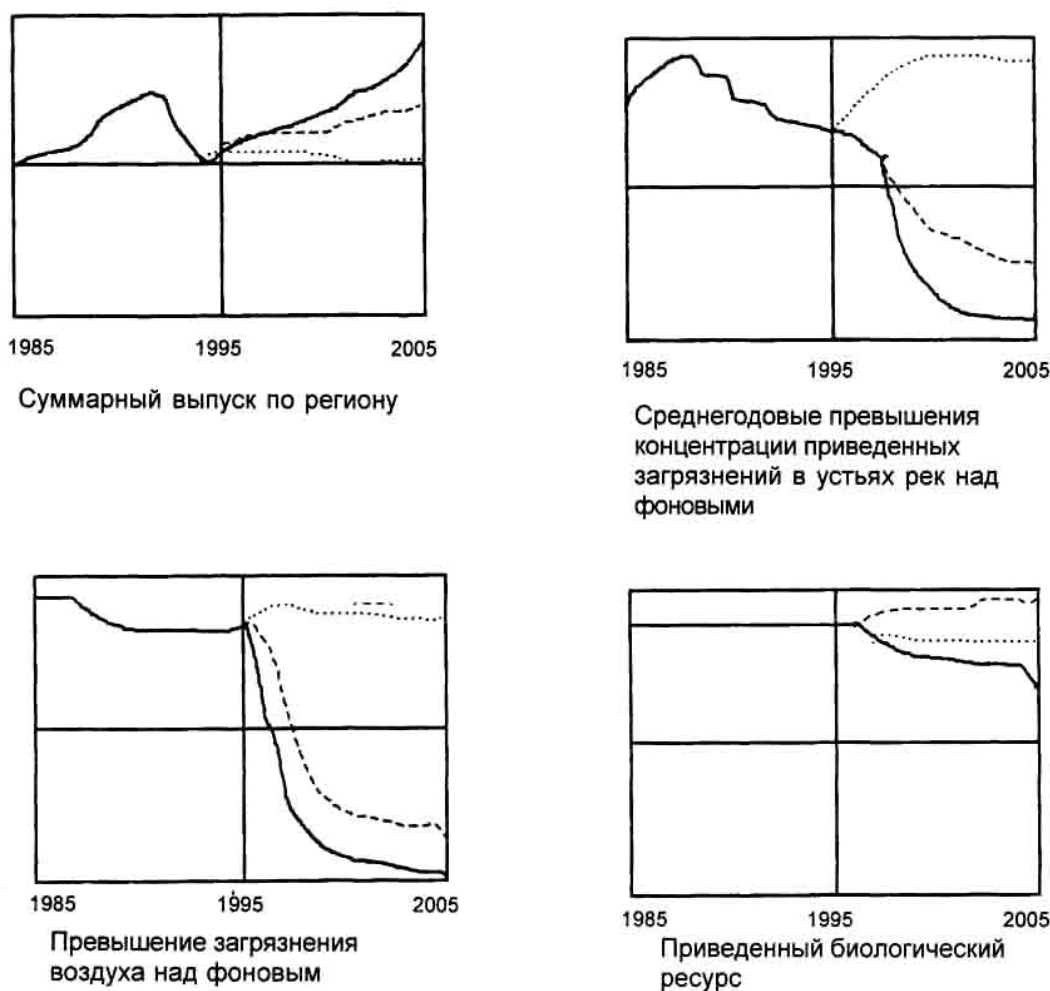 1985 1995 2005
Суммарный выпуск по региону
1985 1995 2005
Среднегодовые превышения
концентрации приведенных
загрязнений в устьях рек над
фоновыми
1985 1995 2005
Превышение загрязнения
воздуха над фоновым
1985 1995 2005
Приведенный биологический
ресурс